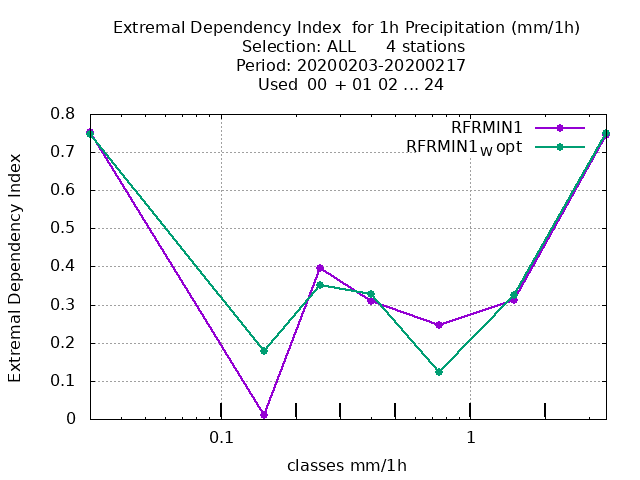 Extremal Dependency Index  for 1h Precipitation (mm/1h)
Selection: ALL      4 stations
Period: 20200203-20200217
Used  00  + 01 02 ... 24
RFRMIN1
RFRMIN1W opt
Extremal Dependency Index
0.8
0.7
0.6
0.5
0.4
0.3
0.2
0.1
0
0.1 1
classes mm/1h